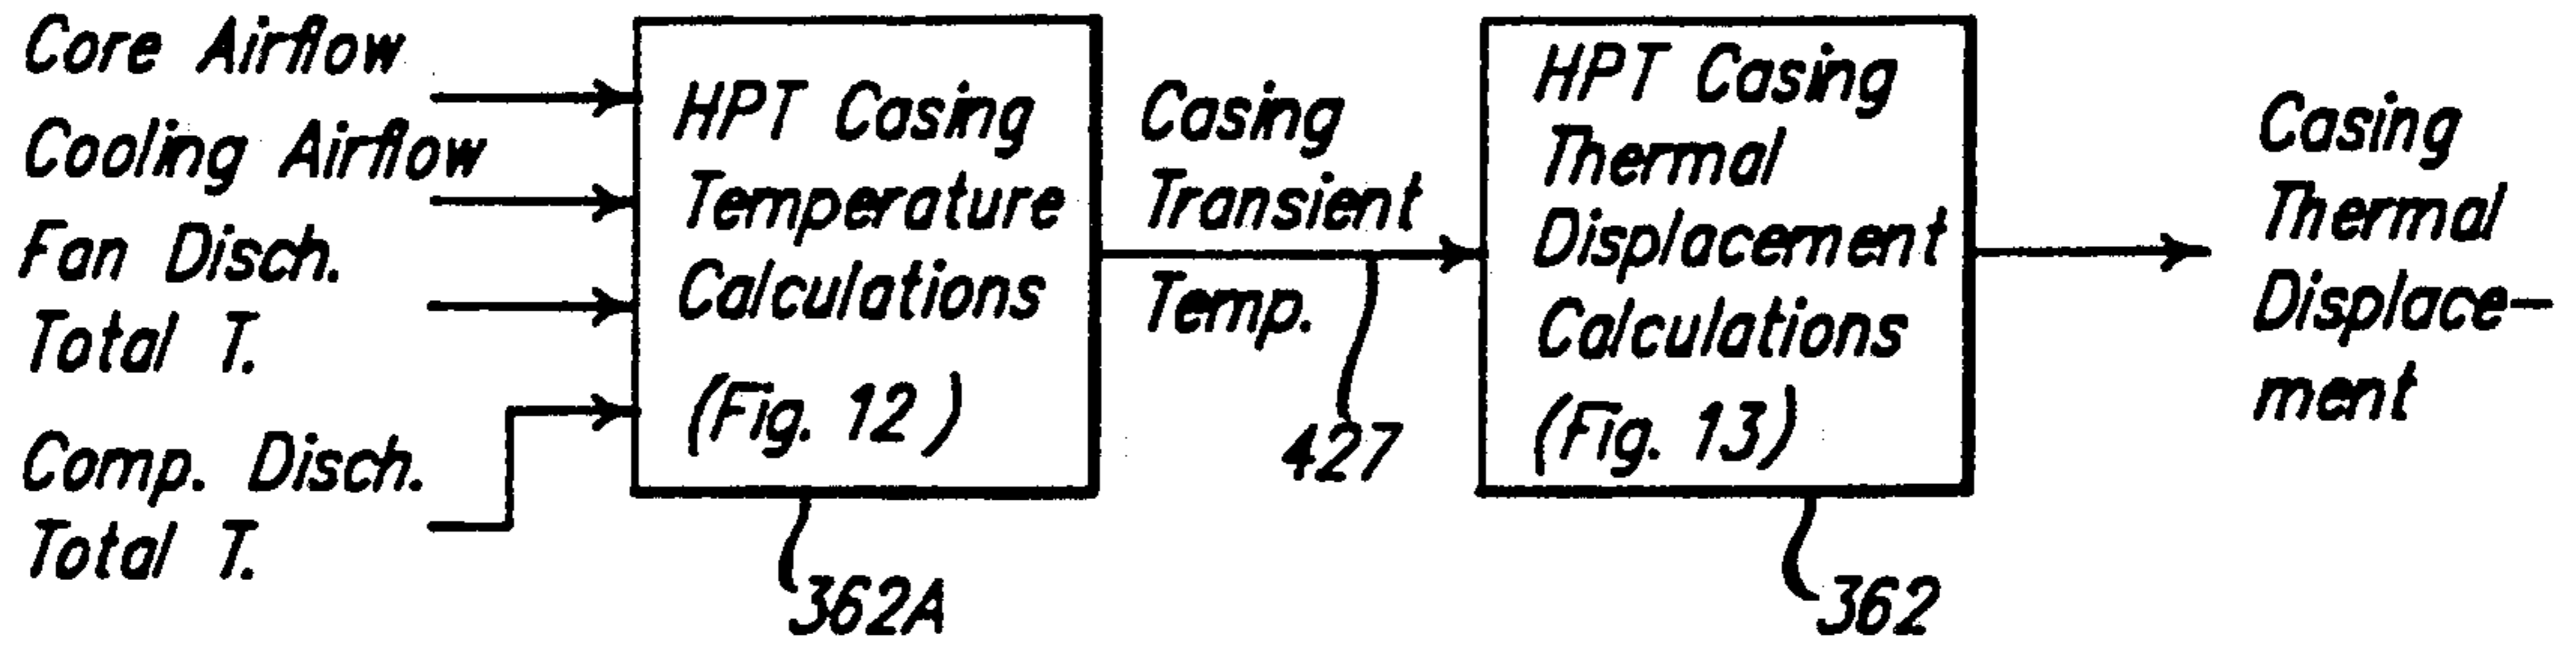 Core Airflow
Cooling Airflow
Fan Disch.
Total T.
Comp. Disch.
Total T.
HPT Casing
Temperature
Calculations
(Fig. 12)
362A
Casing
Transient
Temp.
427
HPT Casing
Thermal
Displacement
Calculations
(Fig. 13)
362
Casing
Thermal
Displace-
ment